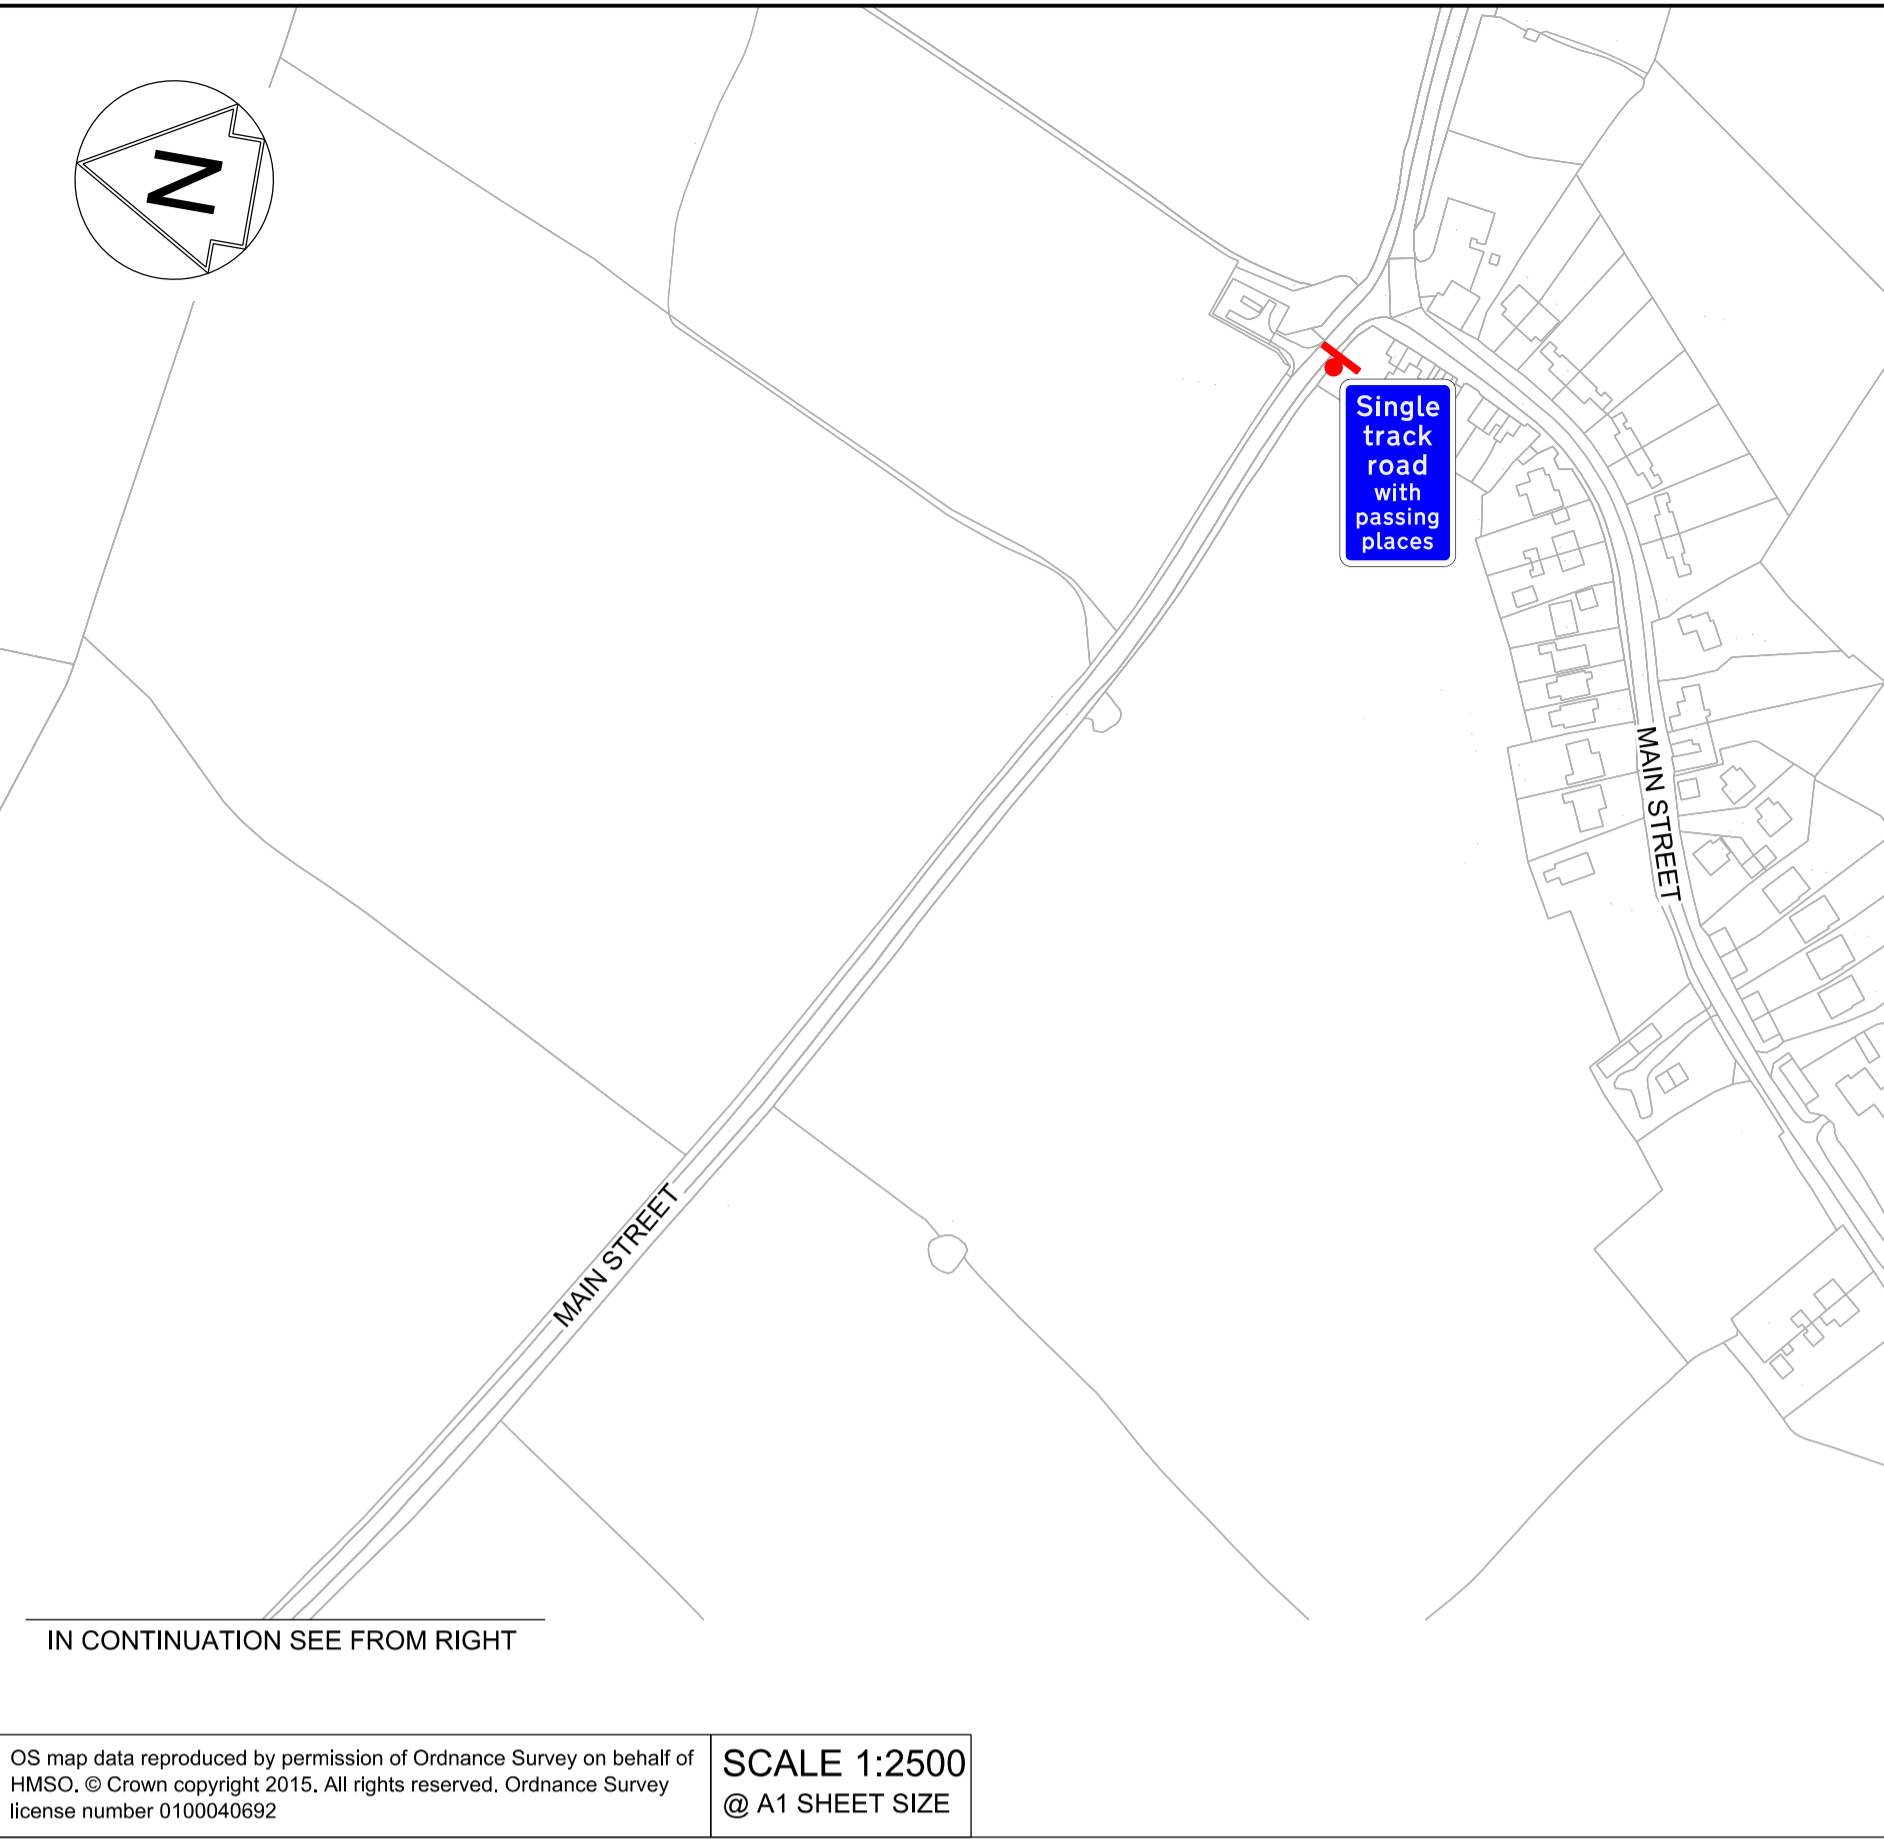 N
Single
track
road
with
passing
places
MAIN STREET
MAIN STREET
IN CONTINUATION SEE FROM RIGHT
OS map data reproduced by permission of Ordnance Survey on behalf of
HMSO. © Crown copyright 2015. All rights reserved. Ordnance Survey
license number 0100040692
SCALE 1:2500
@ A1 SHEET SIZE